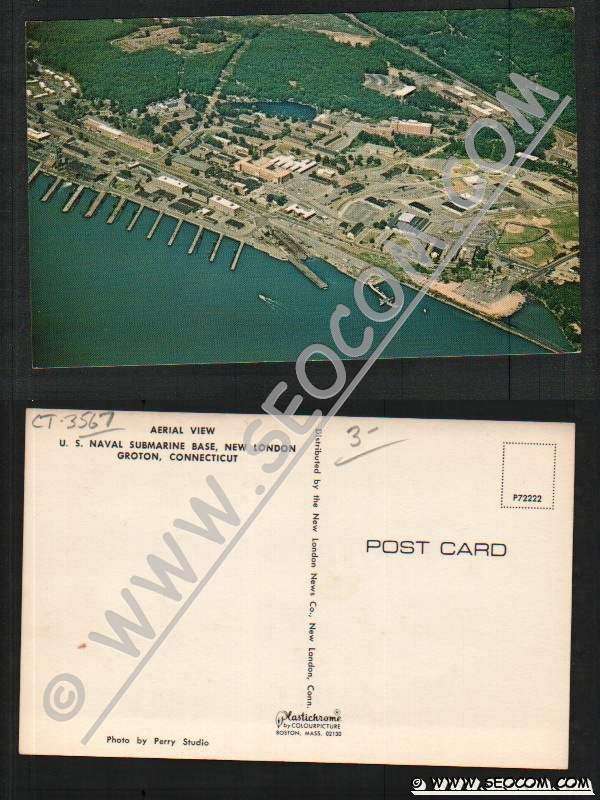 © WWW.SEOCOM.COM
CT-3567
AERIAL VIEW
U. S. NAVAL SUBMARINE BASE, NEW LONDON
GROTON, CONNECTICUT
3-
Distributed by the New London News Co., New London, Conn.
P72222
POST CARD
Plastichrome®
by COLOURPICTURE
BOSTON, MASS. 02130
Photo by Perry Studio
© WWW.SEOCOM.COM